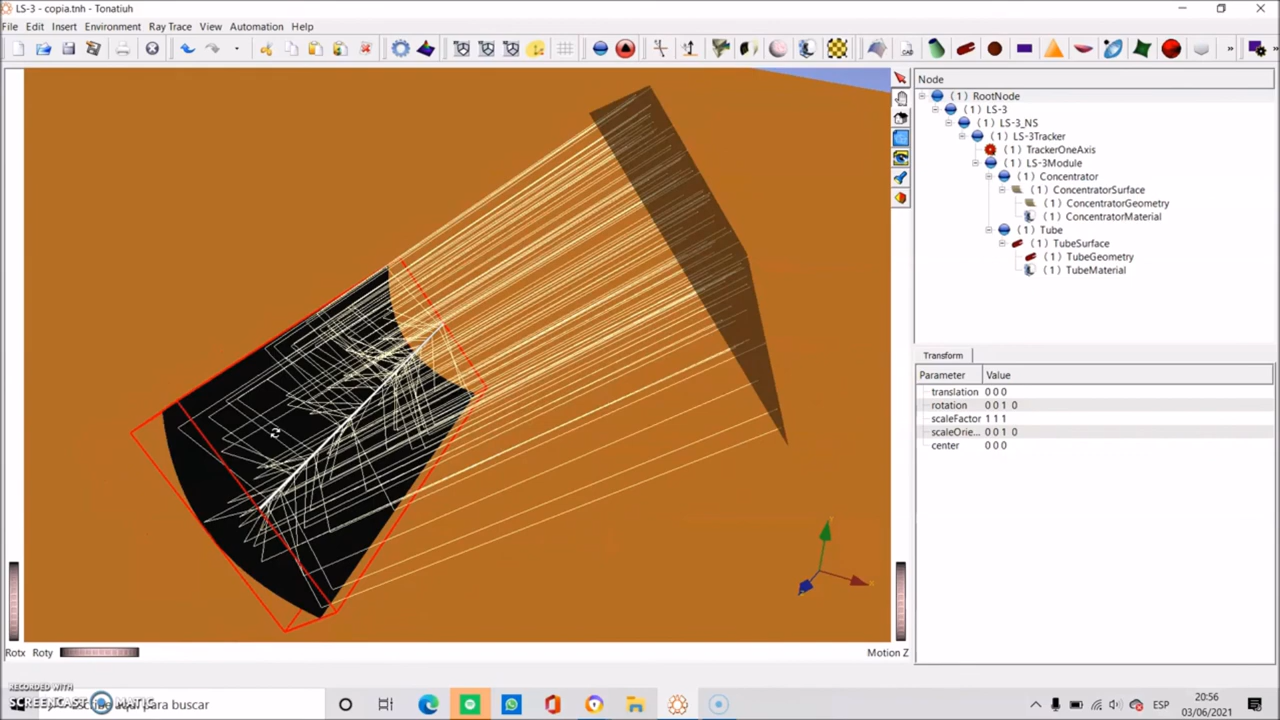 LS-3 - copia.tnh - Tonatiuh
File Edit Insert Environment Ray Trace View Automation Help
Node
(1) RootNode
(1) LS-3
(1) LS-3_NS
(1) LS-3Tracker
(1) TrackerOneAxis
(1) LS-3Module
(1) Concentrator
(1) ConcentratorSurface
(1) ConcentratorGeometry
(1) ConcentratorMaterial
(1) Tube
(1) TubeSurface
(1) TubeGeometry
(1) TubeMaterial
Transform
Parameter Value
translation 0 0 0
rotation 0 0 1 0
scaleFactor 1 1 1
scaleOrie... 0 0 1 0
center 0 0 0
Rotx Roty Motion Z
RECORDED WITH
SCREENCAST MATIC
aquí para buscar
ESP
20:56
03/06/2021